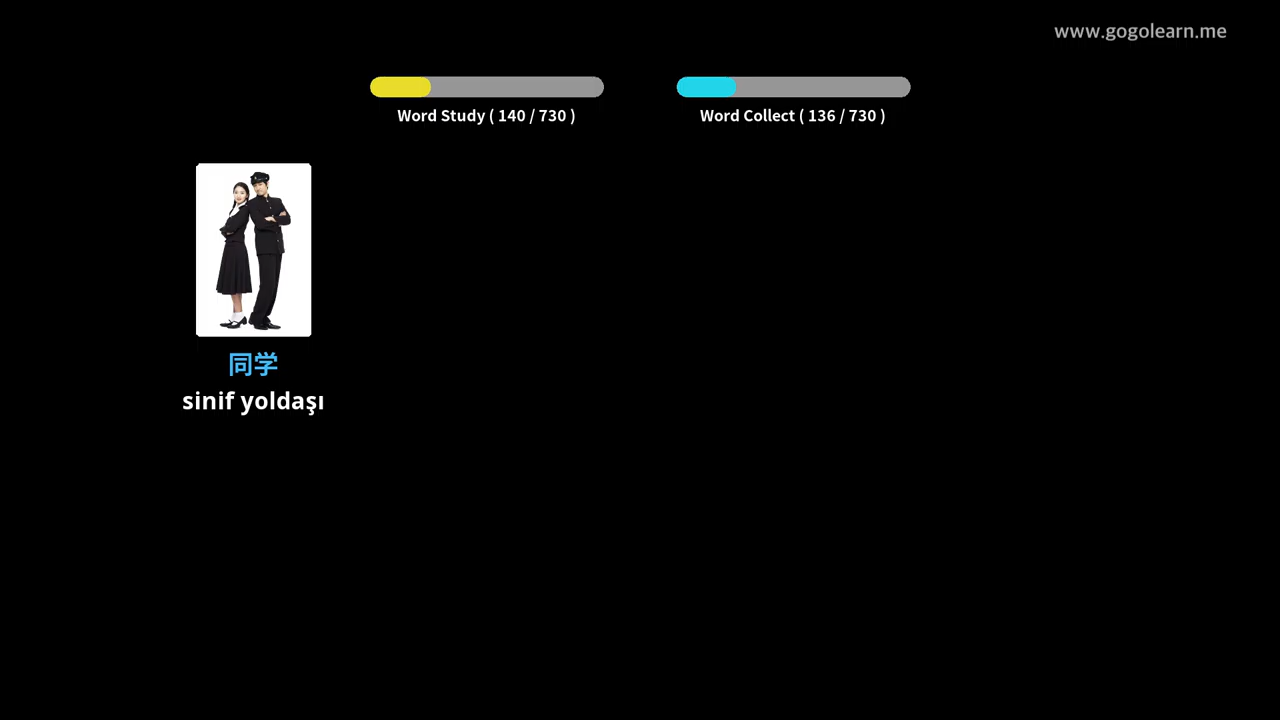 www.gogolearn.me
Word Study ( 140 / 730 )
Word Collect ( 136 / 730 )
同学
sinif yoldaşı